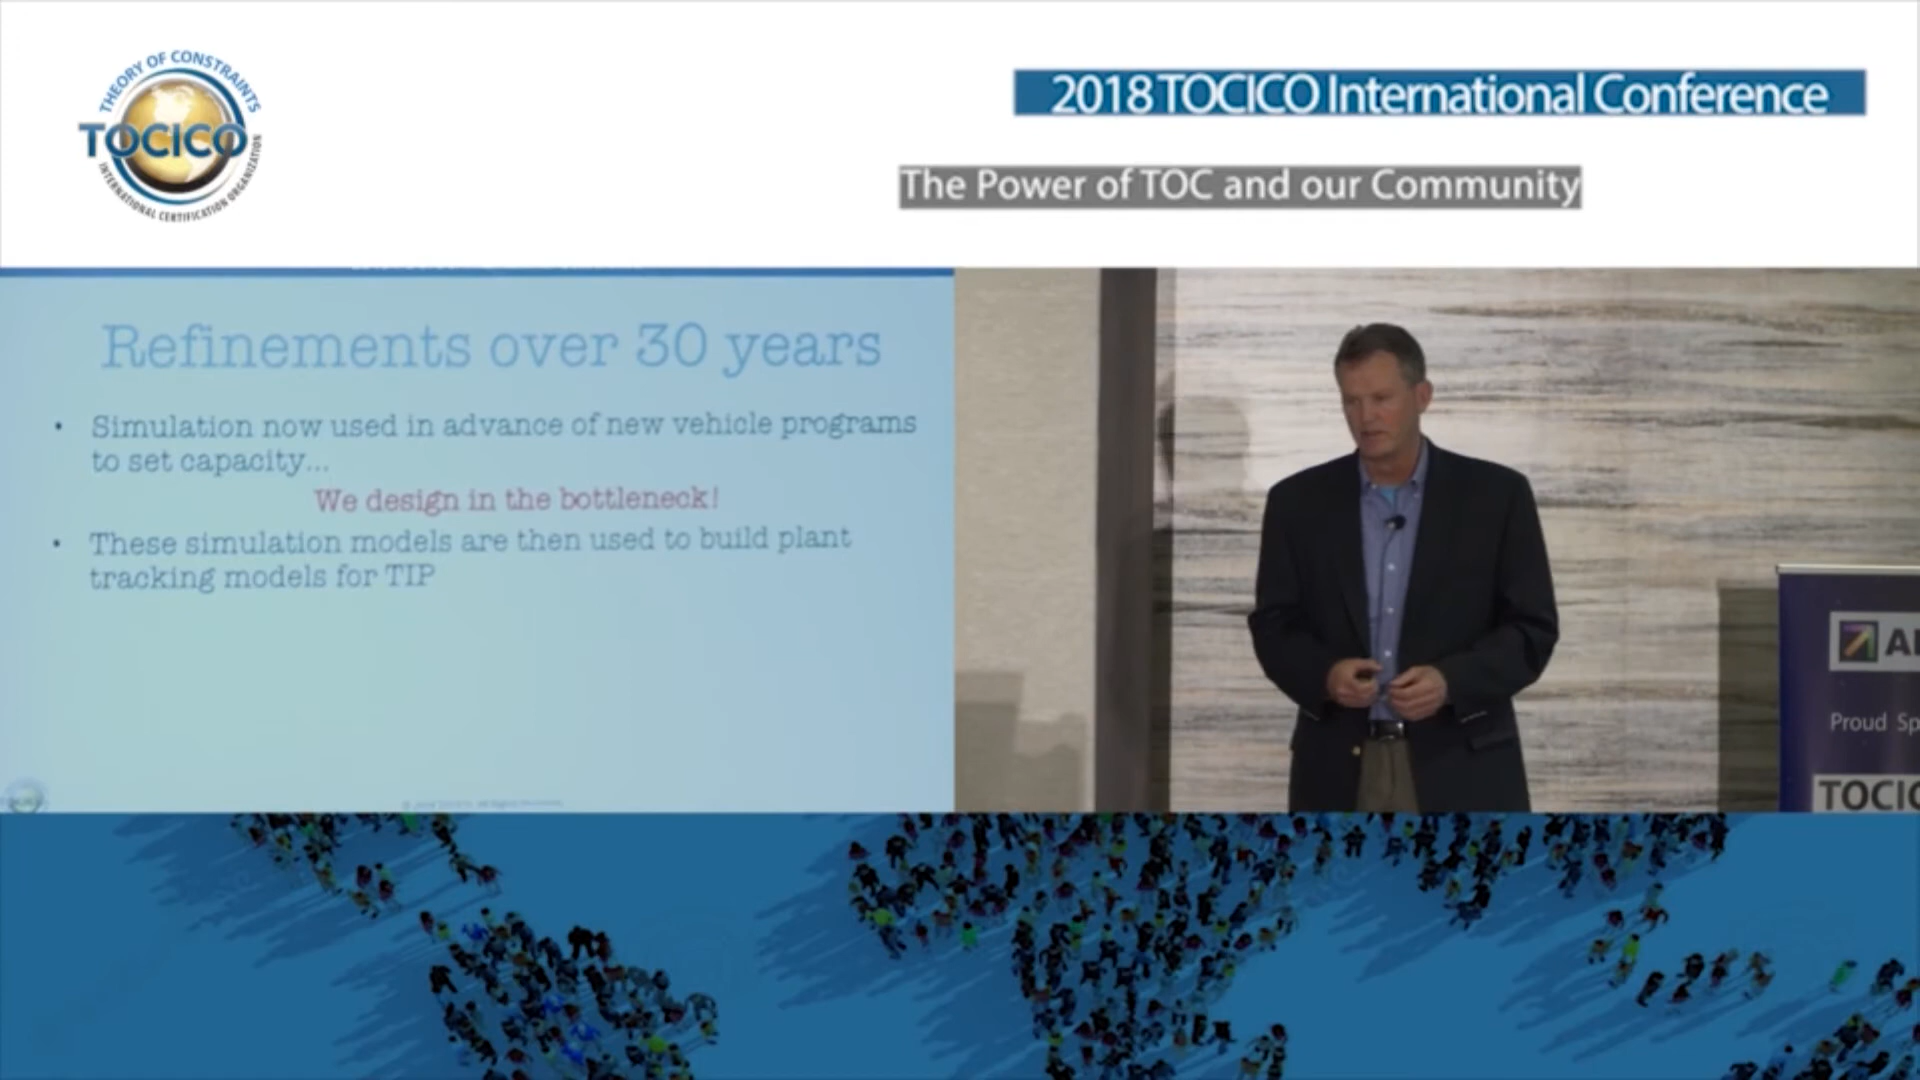 THEORY OF CONSTRAINTS
TOCICO
INTERNATIONAL CERTIFICATION ORGANIZATION
2018 TOCICO International Conference
The Power of TOC and our Community
Refinements over 30 years
• Simulation now used in advance of new vehicle programs
to set capacity...
We design in the bottleneck!
• These simulation models are then used to build plant
tracking models for TIP
Proud Sp
TOCIC